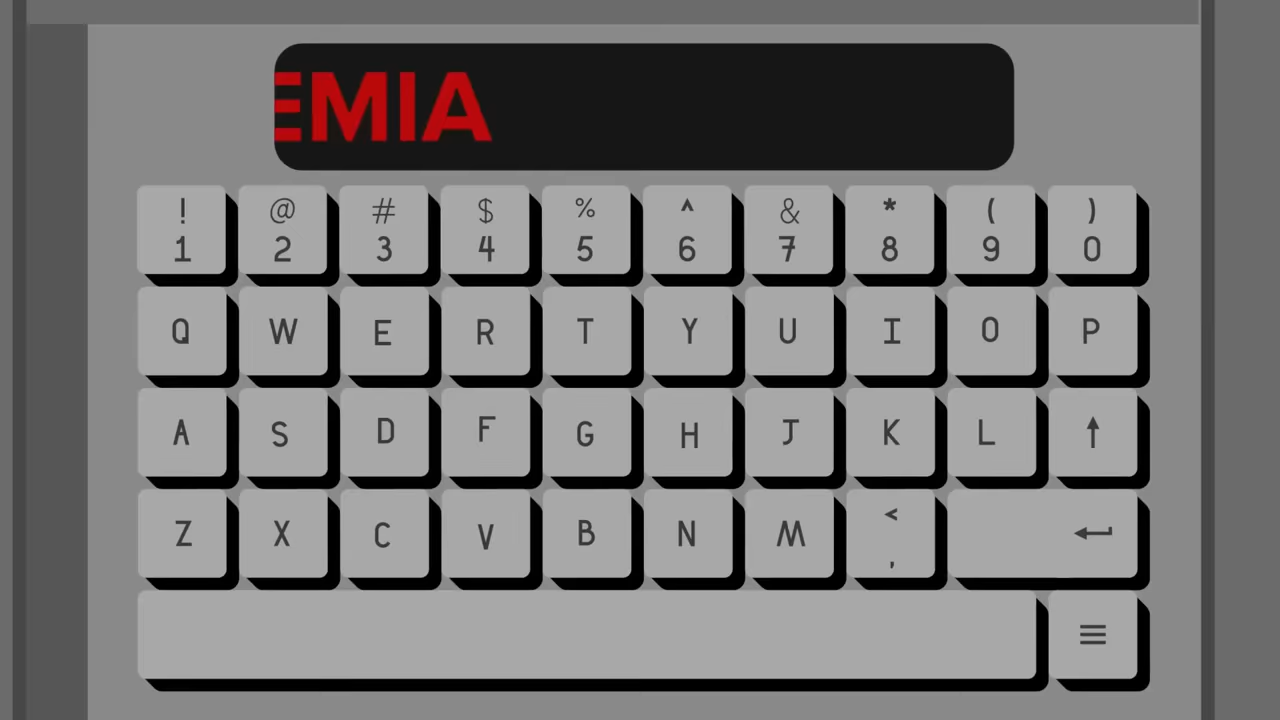 EMIA
! @ # $ % ^ & * ( )
1 2 3 4 5 6 7 8 9 0
Q W E R T Y U I O P
A S D F G H J K L ↑
Z X C V B N M < ,